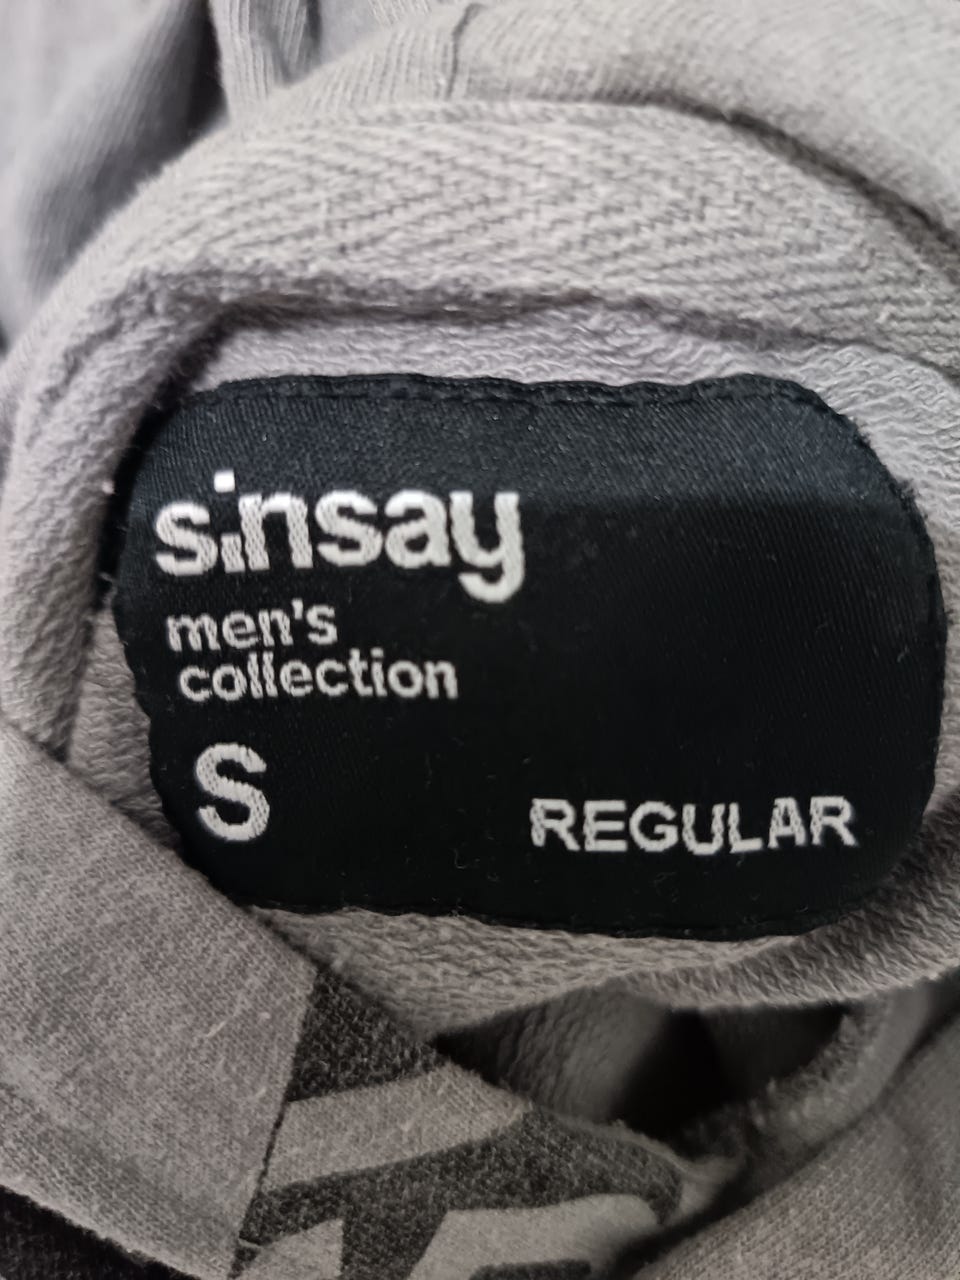 sinsay
men's
collection
S
REGULAR